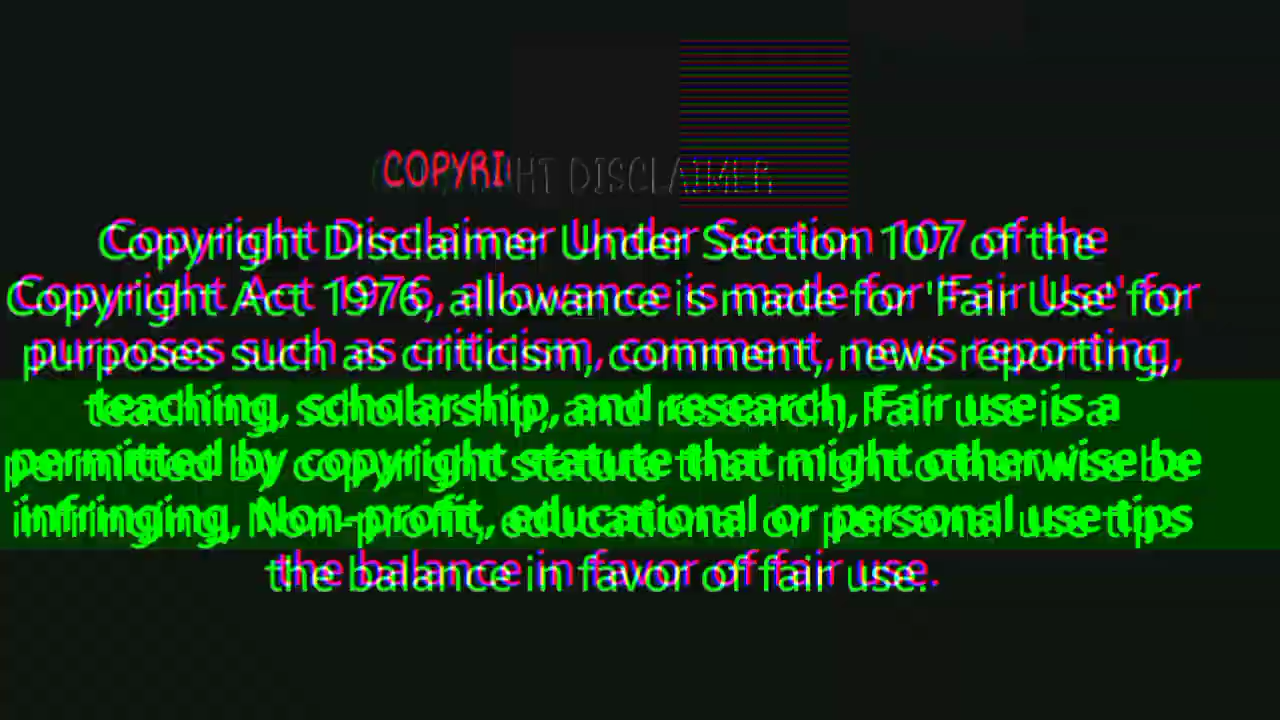 COPYRIGHT DISCLAIMER
Copyright Disclaimer Under Section 107 of the
Copyright Act 1976, allowance is made for 'Fair Use' for
purposes such as criticism, comment, news reporting,
teaching, scholarship, and research, Fair use is a
permitted by copyright statute that might otherwise be
infringing, Non-profit, educational or personal use tips
the balance in favor of fair use.